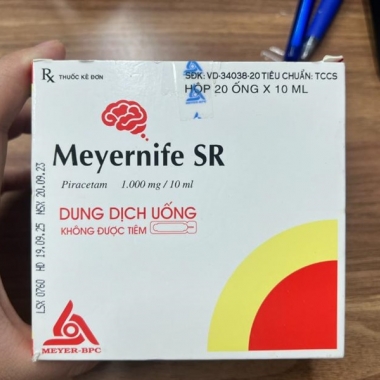 Rx THUỐC KÊ ĐƠN
SĐK: VD-34038-20 TIÊU CHUẨN: TCCS
HỘP 20 ỐNG X 10 ML
Meyernife SR
Piracetam 1.000 mg / 10 ml
DUNG DỊCH UỐNG
KHÔNG ĐƯỢC TIÊM
LSX 0760 HD 19.09.25 NSX 20.09.23
MEYER-BPC